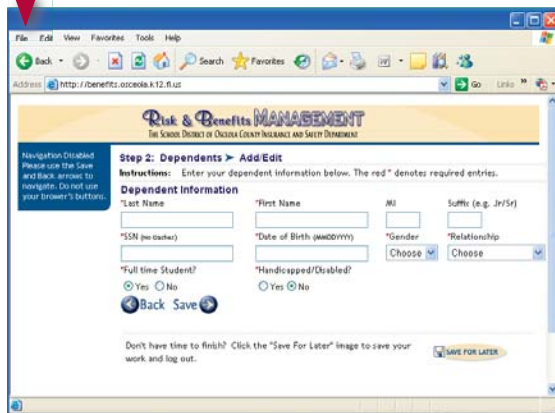 File Edit View Favorites Tools Help
Back Search Favorites
Address http://benefits.osceola.k12.fl.us Go Links »
Risk & Benefits MANAGEMENT
THE SCHOOL DISTRICT OF OSCEOLA COUNTY INSURANCE AND SAFETY DEPARTMENT
Navigation Disabled
Please use the Save
and Back arrows to
navigate. Do not use
your brower's buttons.
Step 2: Dependents ➤ Add/Edit
Instructions: Enter your dependent information below. The red * denotes required entries.
Dependent Information
*Last Name *First Name MI Suffix (e.g. Jr/Sr)
*SSN (No Dashes) *Date of Birth (MMDDYYYY) *Gender *Relationship
Choose Choose
*Full time Student? *Handicapped/Disabled?
Yes No Yes No
Back Save
Don't have time to finish? Click the "Save For Later" image to save your
work and log out.
SAVE FOR LATER